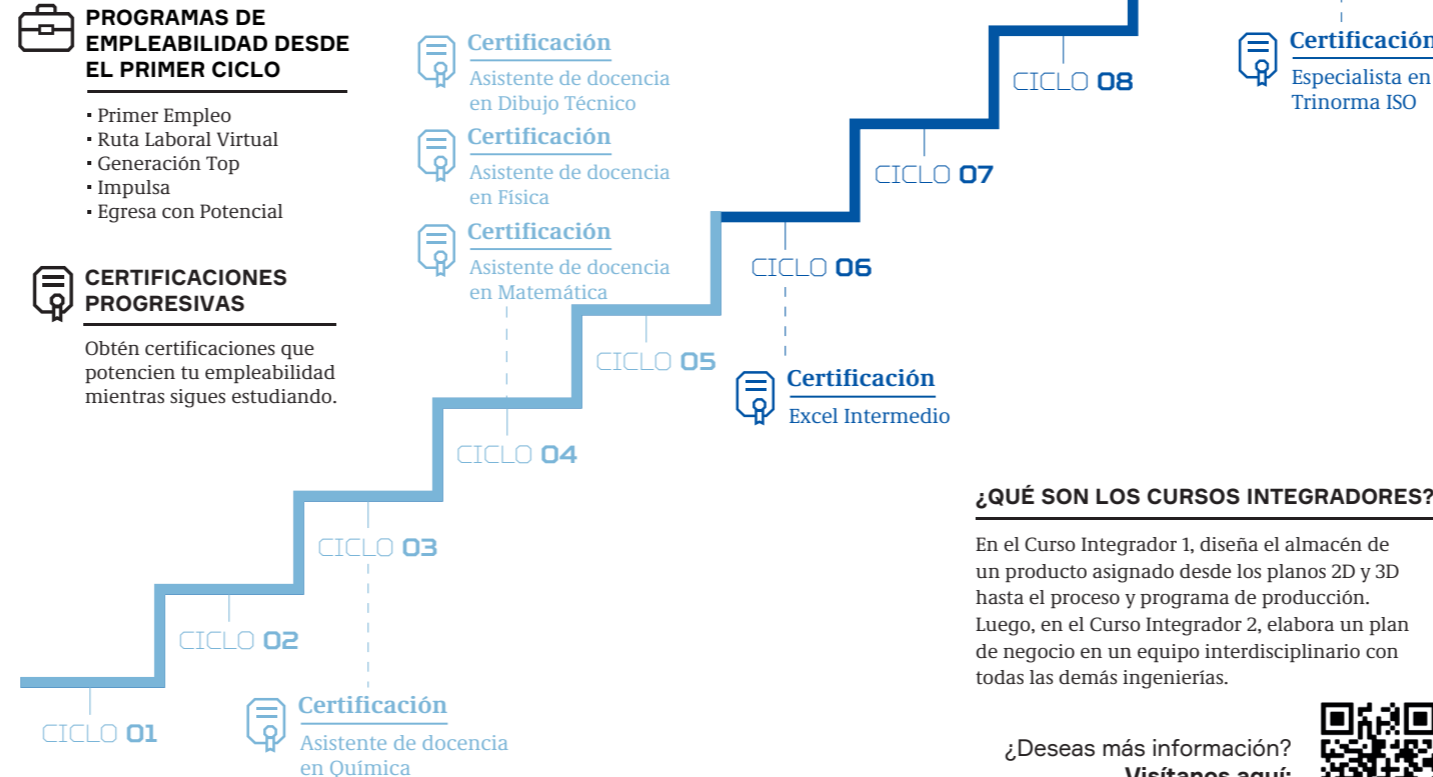 PROGRAMAS DE
EMPLEABILIDAD DESDE
EL PRIMER CICLO
▪ Primer Empleo
▪ Ruta Laboral Virtual
▪ Generación Top
▪ Impulsa
▪ Egresa con Potencial
CERTIFICACIONES
PROGRESIVAS
Obtén certificaciones que
potencien tu empleabilidad
mientras sigues estudiando.
Certificación
Asistente de docencia
en Dibujo Técnico
Certificación
Asistente de docencia
en Física
Certificación
Asistente de docencia
en Matemática
CICLO 01
CICLO 02
CICLO 03
Certificación
Asistente de docencia
en Química
CICLO 04
CICLO 05
CICLO 06
Certificación
Excel Intermedio
CICLO 07
CICLO 08
Certificación
Especialista en
Trinorma ISO
¿QUÉ SON LOS CURSOS INTEGRADORES?
En el Curso Integrador 1, diseña el almacén de
un producto asignado desde los planos 2D y 3D
hasta el proceso y programa de producción.
Luego, en el Curso Integrador 2, elabora un plan
de negocio en un equipo interdisciplinario con
todas las demás ingenierías.
¿Deseas más información?
Visítanos aquí: